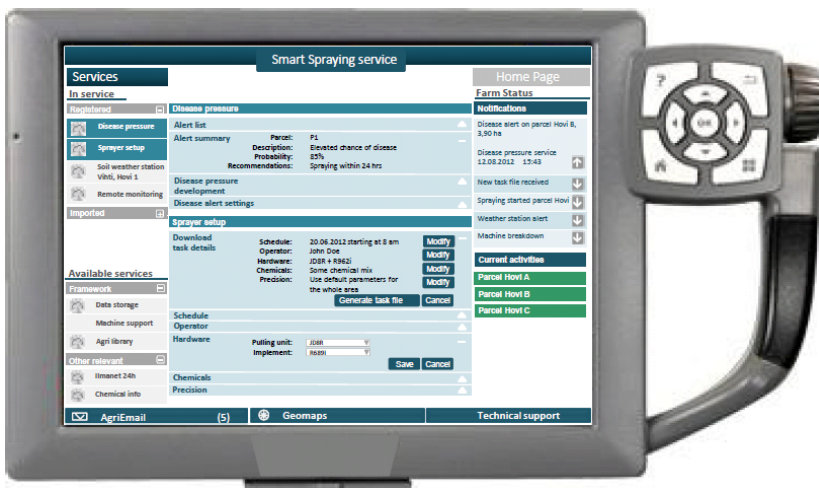 Smart Spraying service
Services
Home Page
In service
Registered
Disease pressure
Sprayer setup
Soil weather station
Vihti, Hovi 1
Remote monitoring
Imported
Available services
Framework
Data storage
Machine support
Agri library
Other relevant
Ilmanet 24h
Chemical info
Disease pressure
Alert list
Alert summary
Parcel: P1
Description: Elevated chance of disease
Probability: 85%
Recommendations: Spraying within 24 hrs
Disease pressure
development
Disease alert settings
Sprayer setup
Download
task details
Schedule: 20.06.2012 starting at 8 am Modify
Operator: John Doe Modify
Hardware: JD8R + R962i Modify
Chemicals: Some chemical mix Modify
Precision: Use default parameters for
the whole area
Generate task file Cancel
Schedule
Operator
Hardware
Pulling unit: JD8R
Implement: R689i
Save Cancel
Chemicals
Precision
Farm Status
Notifications
Disease alert on parcel Hovi B,
3,90 ha
Disease pressure service
12.08.2012 15:43
New task file received
Spraying started parcel Hovi
Weather station alert
Machine breakdown
Current activities
Parcel Hovi A
Parcel Hovi B
Parcel Hovi C
AgriEmail (5)
Geomaps
Technical support
?
OK